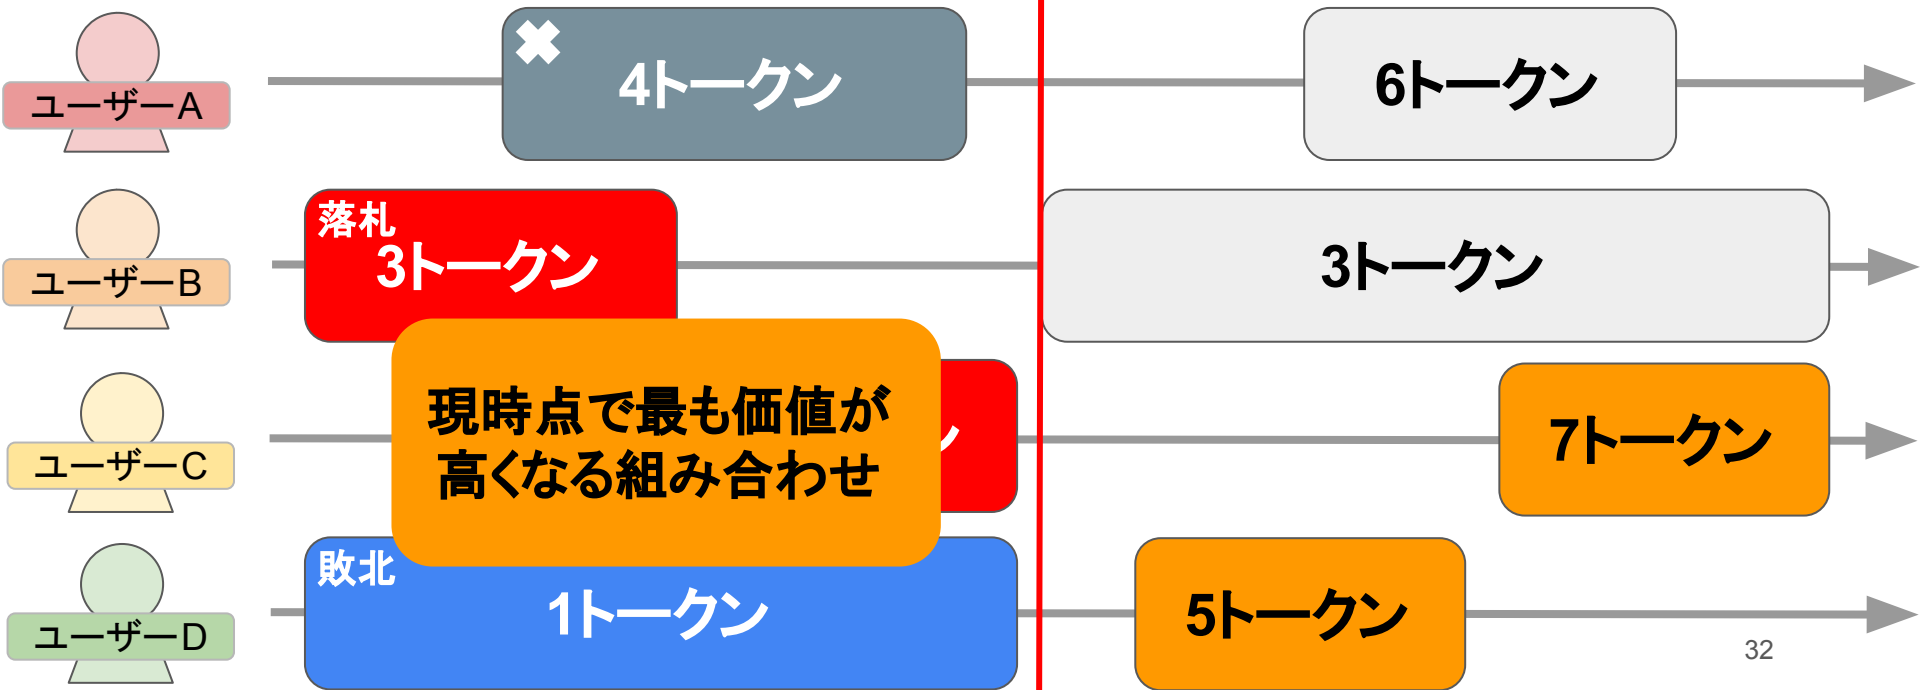 ユーザーA
4トークン
6トークン
ユーザーB
落札
3トークン
3トークン
ユーザーC
現時点で最も価値が
高くなる組み合わせ
7トークン
ユーザーD
敗北
1トークン
5トークン
32